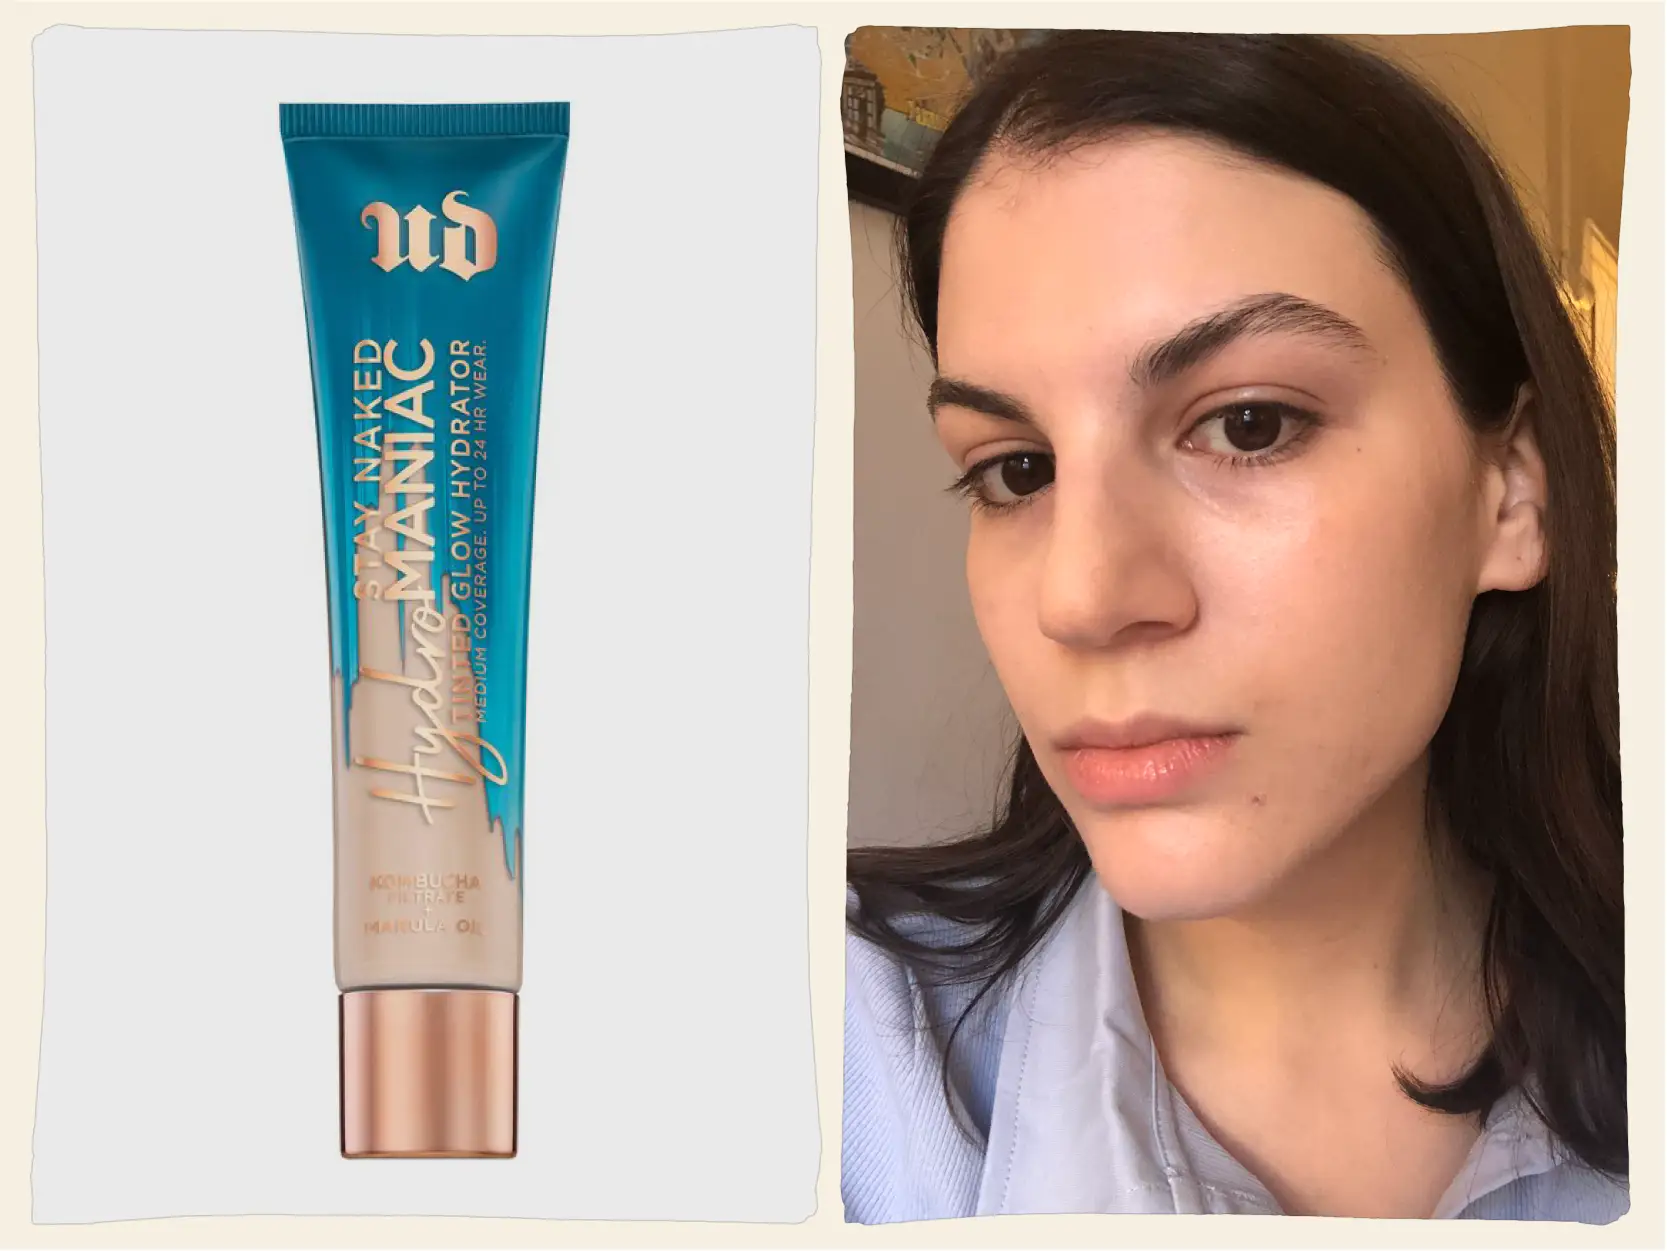 ud
STAY NAKED
Hydro MANIAC
TINTED GLOW HYDRATOR
MEDIUM COVERAGE. UP TO 24 HR WEAR.
KOMBUCHA
FILTRATE
+
MARULA OIL